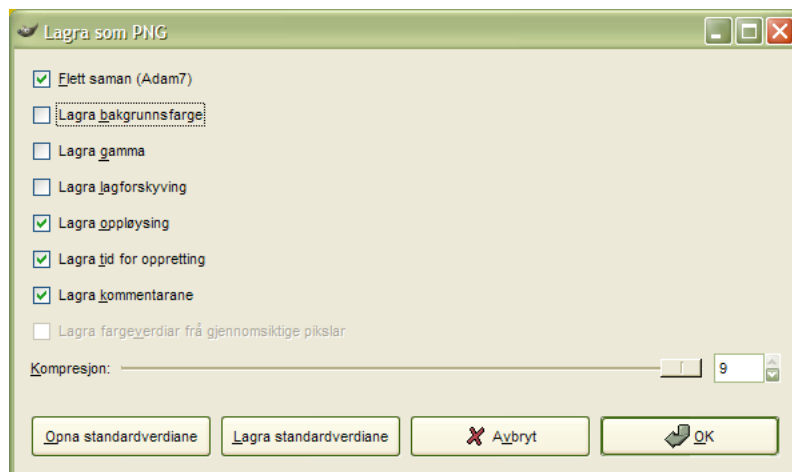 Lagra som PNG
Flett saman (Adam7)
Lagra bakgrunnsfarge
Lagra gamma
Lagra lagforskyving
Lagra oppløysing
Lagra tid for oppretting
Lagra kommentarane
Lagra fargeverdiar frå gjennomsiktige pikslar
Kompresjon: 9
Opna standardverdiane Lagra standardverdiane Avbryt OK